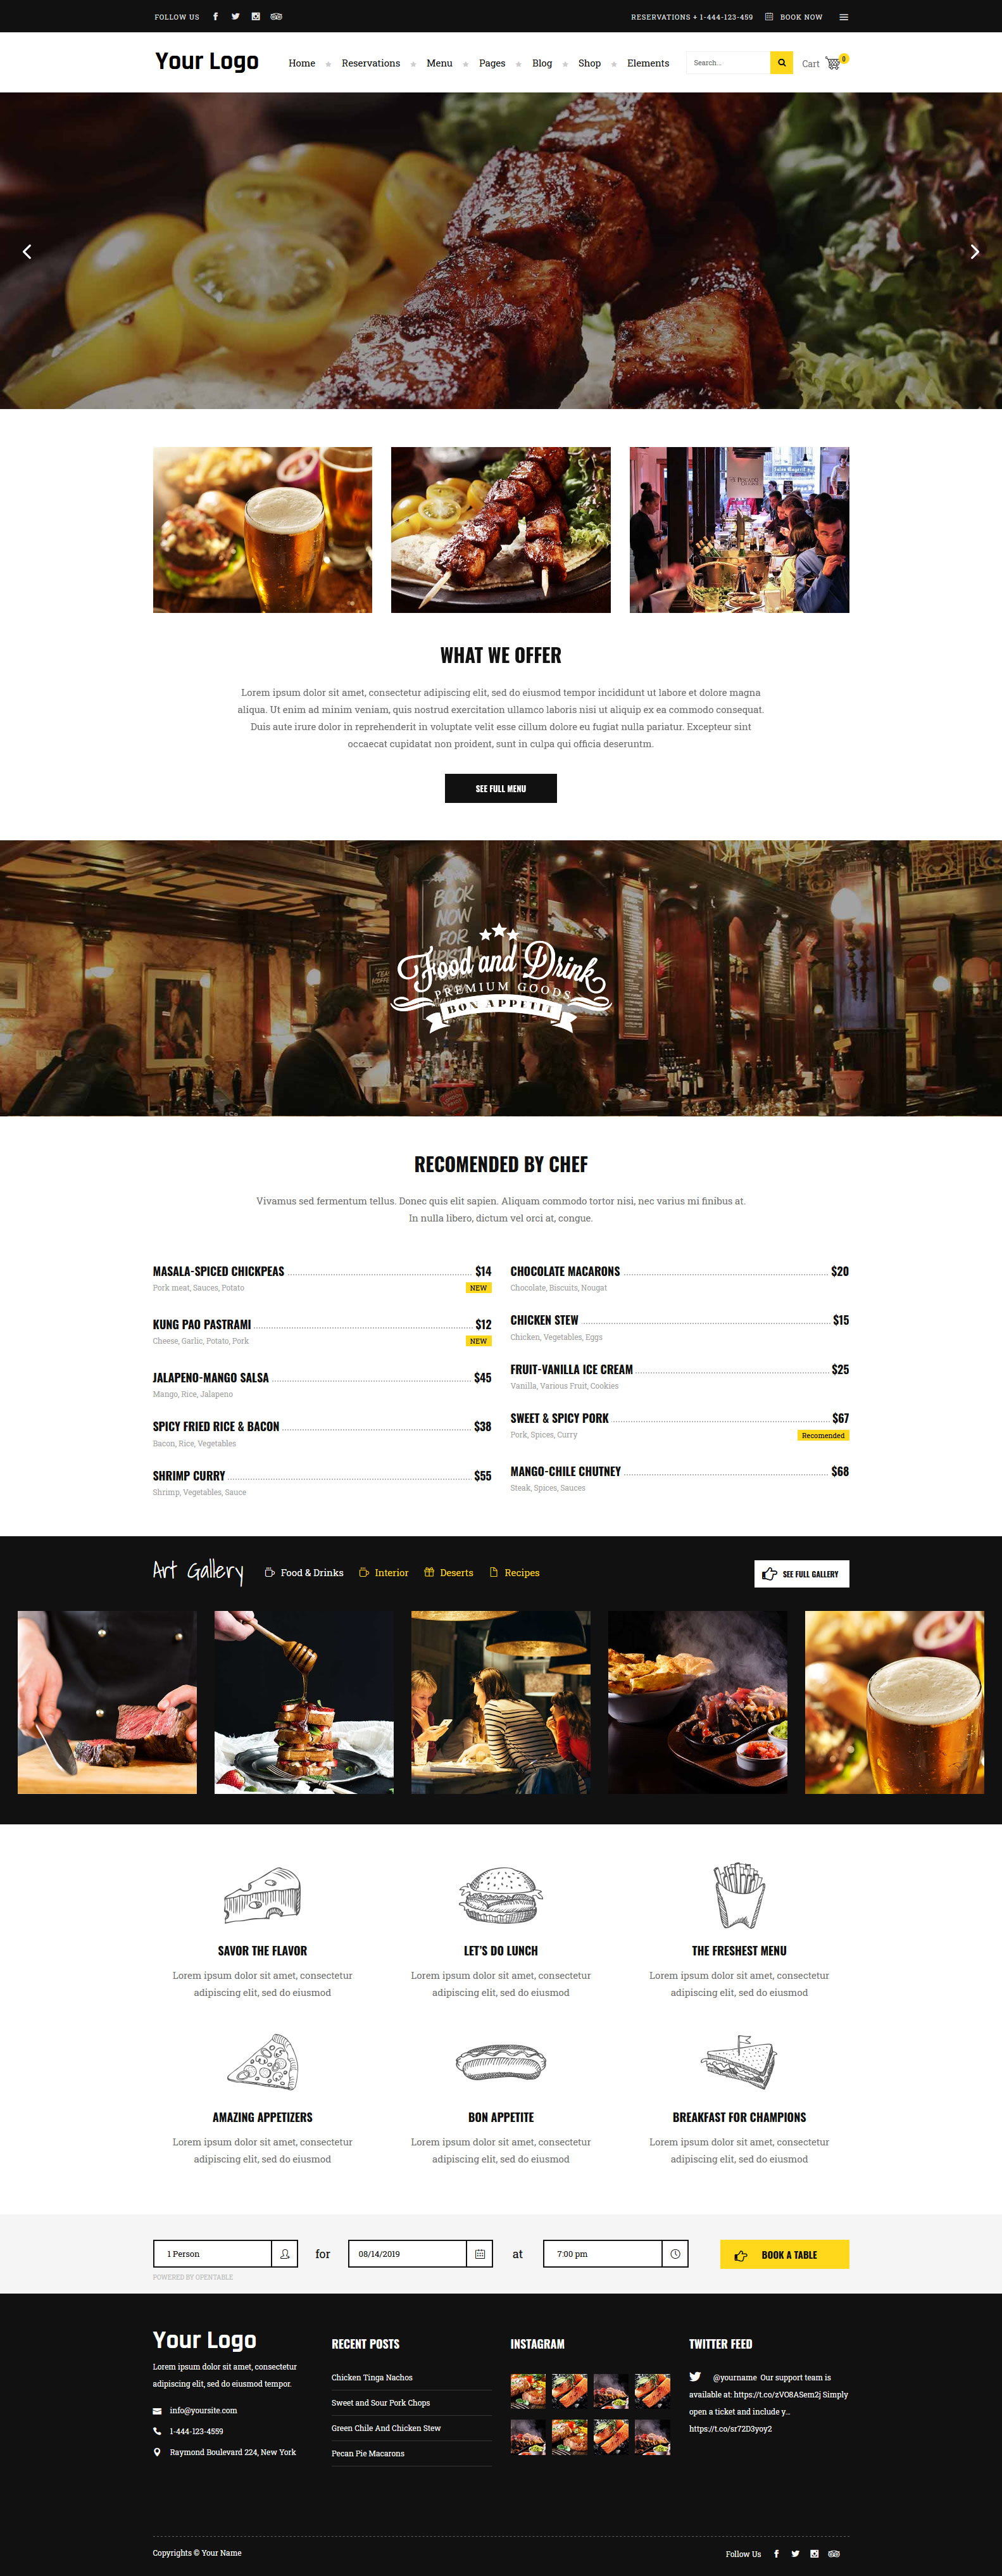 FOLLOW US
RESERVATIONS + 1-444-123-459 BOOK NOW
Your Logo
Home Reservations Menu Pages Blog Shop Elements
Search...
Cart 0
WHAT WE OFFER
Lorem ipsum dolor sit amet, consectetur adipiscing elit, sed do eiusmod tempor incididunt ut labore et dolore magna
aliqua. Ut enim ad minim veniam, quis nostrud exercitation ullamco laboris nisi ut aliquip ex ea commodo consequat.
Duis aute irure dolor in reprehenderit in voluptate velit esse cillum dolore eu fugiat nulla pariatur. Excepteur sint
occaecat cupidatat non proident, sunt in culpa qui officia deseruntm.
SEE FULL MENU
BOOK
NOW
FOR
Food and Drink
PREMIUM GOODS
BON APPETIT
RECOMENDED BY CHEF
Vivamus sed fermentum tellus. Donec quis elit sapien. Aliquam commodo tortor nisi, nec varius mi finibus at.
In nulla libero, dictum vel orci at, congue.
MASALA-SPICED CHICKPEAS $14
Pork meat, Sauces, Potato NEW
KUNG PAO PASTRAMI $12
Cheese, Garlic, Potato, Pork NEW
JALAPENO-MANGO SALSA $45
Mango, Rice, Jalapeno
SPICY FRIED RICE & BACON $38
Bacon, Rice, Vegetables
SHRIMP CURRY $55
Shrimp, Vegetables, Sauce
CHOCOLATE MACARONS $20
Chocolate, Biscuits, Nougat
CHICKEN STEW $15
Chicken, Vegetables, Eggs
FRUIT-VANILLA ICE CREAM $25
Vanilla, Various Fruit, Cookies
SWEET & SPICY PORK $67
Pork, Spices, Curry Recomended
MANGO-CHILE CHUTNEY $68
Steak, Spices, Sauces
Art Gallery
Food & Drinks Interior Deserts Recipes
SEE FULL GALLERY
SAVOR THE FLAVOR
Lorem ipsum dolor sit amet, consectetur
adipiscing elit, sed do eiusmod
LET'S DO LUNCH
Lorem ipsum dolor sit amet, consectetur
adipiscing elit, sed do eiusmod
THE FRESHEST MENU
Lorem ipsum dolor sit amet, consectetur
adipiscing elit, sed do eiusmod
AMAZING APPETIZERS
Lorem ipsum dolor sit amet, consectetur
adipiscing elit, sed do eiusmod
BON APPETITE
Lorem ipsum dolor sit amet, consectetur
adipiscing elit, sed do eiusmod
BREAKFAST FOR CHAMPIONS
Lorem ipsum dolor sit amet, consectetur
adipiscing elit, sed do eiusmod
1 Person for 08/14/2019 at 7:00 pm BOOK A TABLE
POWERED BY OPENTABLE
Your Logo
Lorem ipsum dolor sit amet, consectetur
adipiscing elit, sed do eiusmod tempor.
info@yoursite.com
1-444-123-4559
Raymond Boulevard 224, New York
RECENT POSTS
Chicken Tinga Nachos
Sweet and Sour Pork Chops
Green Chile And Chicken Stew
Pecan Pie Macarons
INSTAGRAM
TWITTER FEED
@yourname Our support team is
available at: https://t.co/zVO8ASem2j Simply
open a ticket and include y...
https://t.co/sr72D3yoy2
Copyrights © Your Name
Follow Us